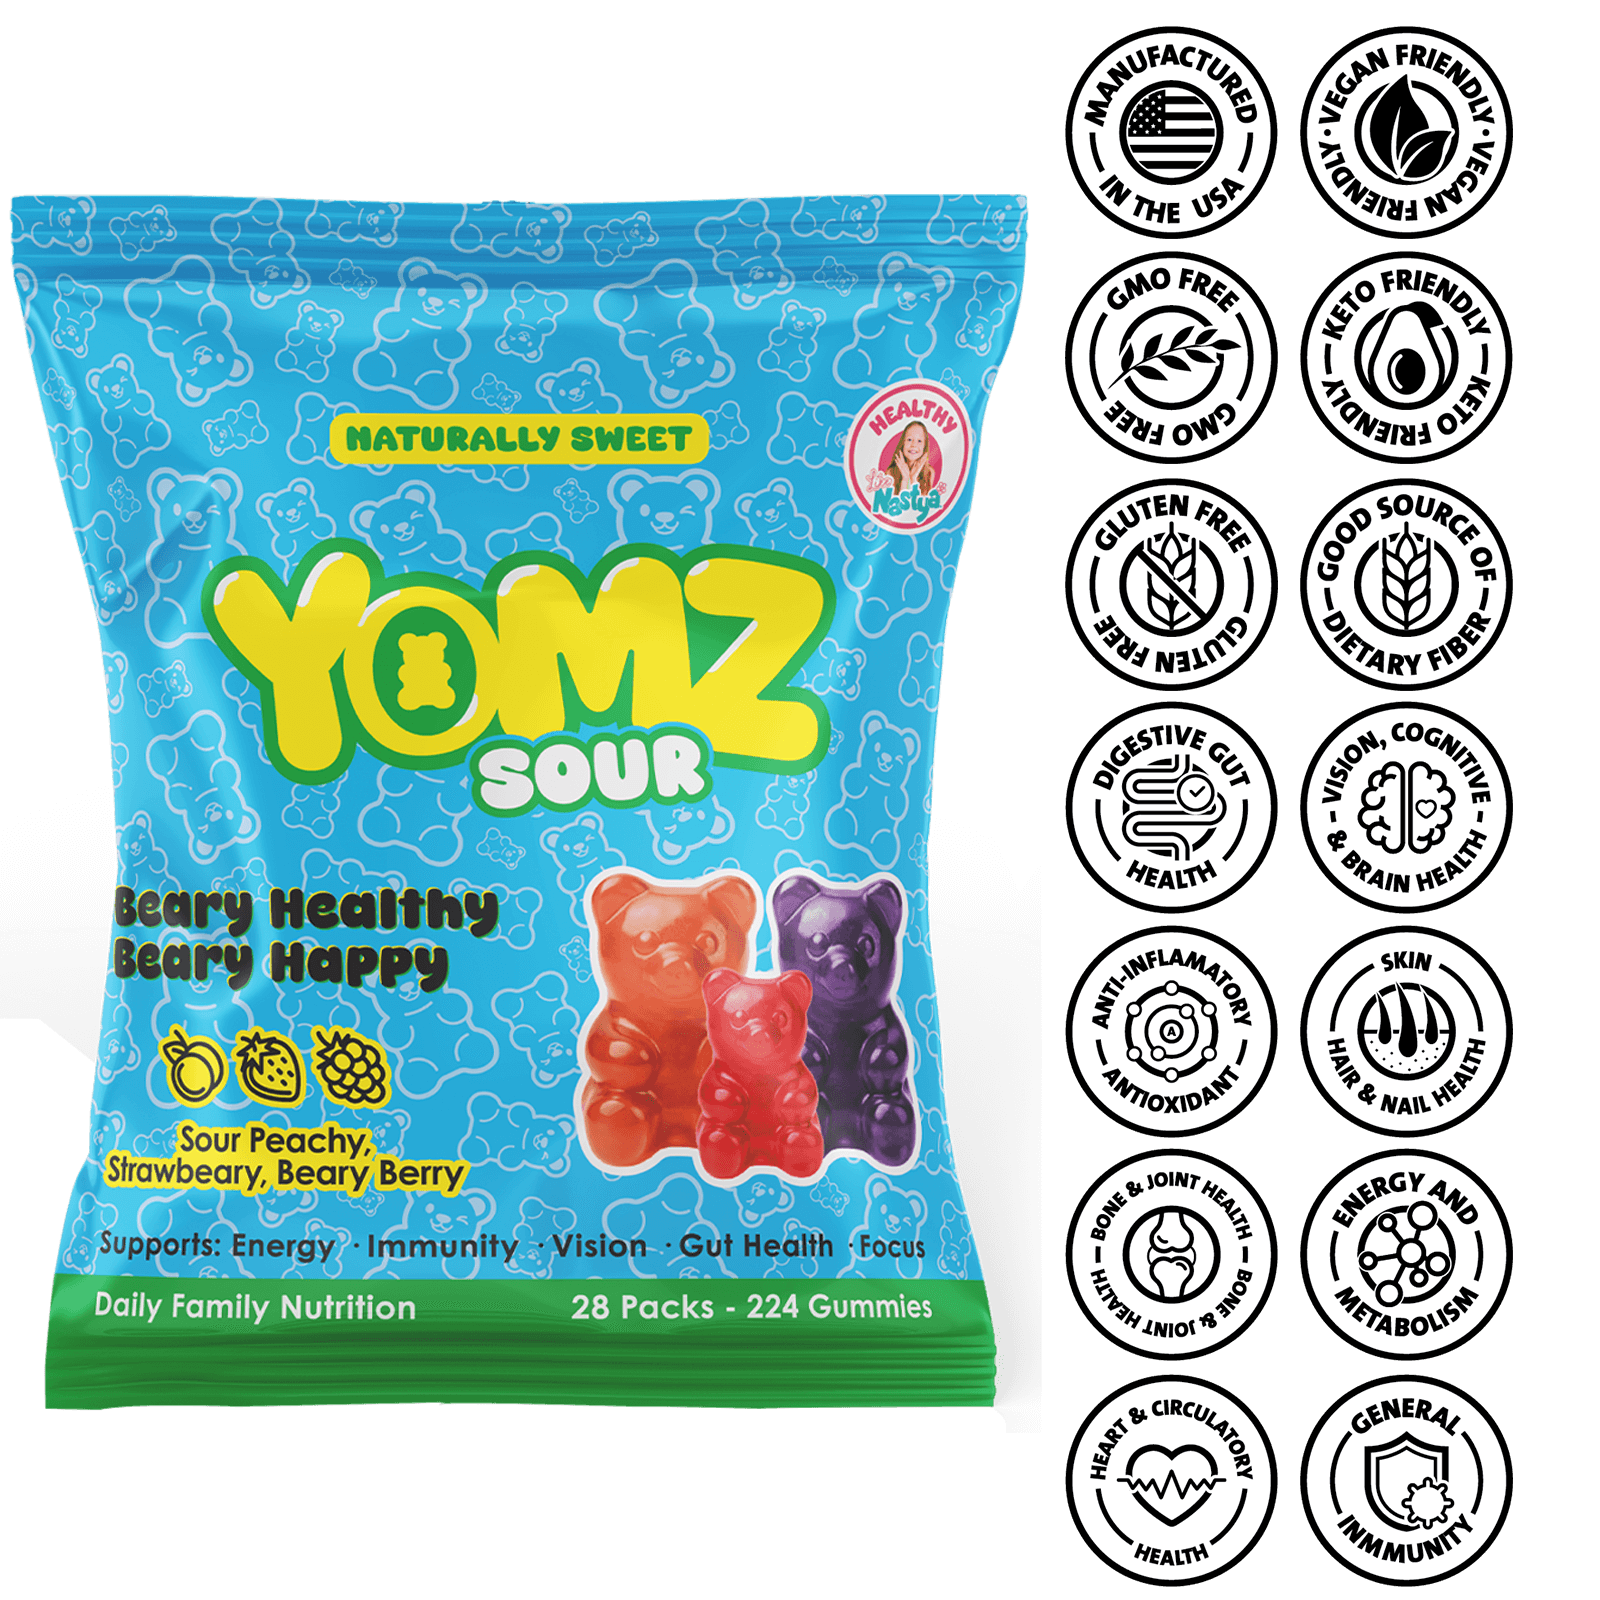 NATURALLY SWEET
HEALTHY
Like
Nastya
YOMZ
SOUR
Beary Healthy
Beary Happy
Sour Peachy,
Strawbeary, Beary Berry
Supports: Energy · Immunity · Vision · Gut Health · Focus
Daily Family Nutrition
28 Packs - 224 Gummies
MANUFACTURED
IN THE USA
VEGAN FRIENDLY · VEGAN FRIENDLY ·
GMO FREE
GMO FREE
KETO FRIENDLY
KETO FRIENDLY
GLUTEN FREE
GLUTEN FREE
GOOD SOURCE OF
DIETARY FIBER
DIGESTIVE GUT
HEALTH
VISION, COGNITIVE
& BRAIN HEALTH
ANTI-INFLAMATORY
ANTIOXIDANT
A
SKIN
HAIR & NAIL HEALTH
BONE & JOINT HEALTH
BONE & JOINT HEALTH
ENERGY AND
METABOLISM
HEART & CIRCULATORY
HEALTH
GENERAL
INMMUNITY